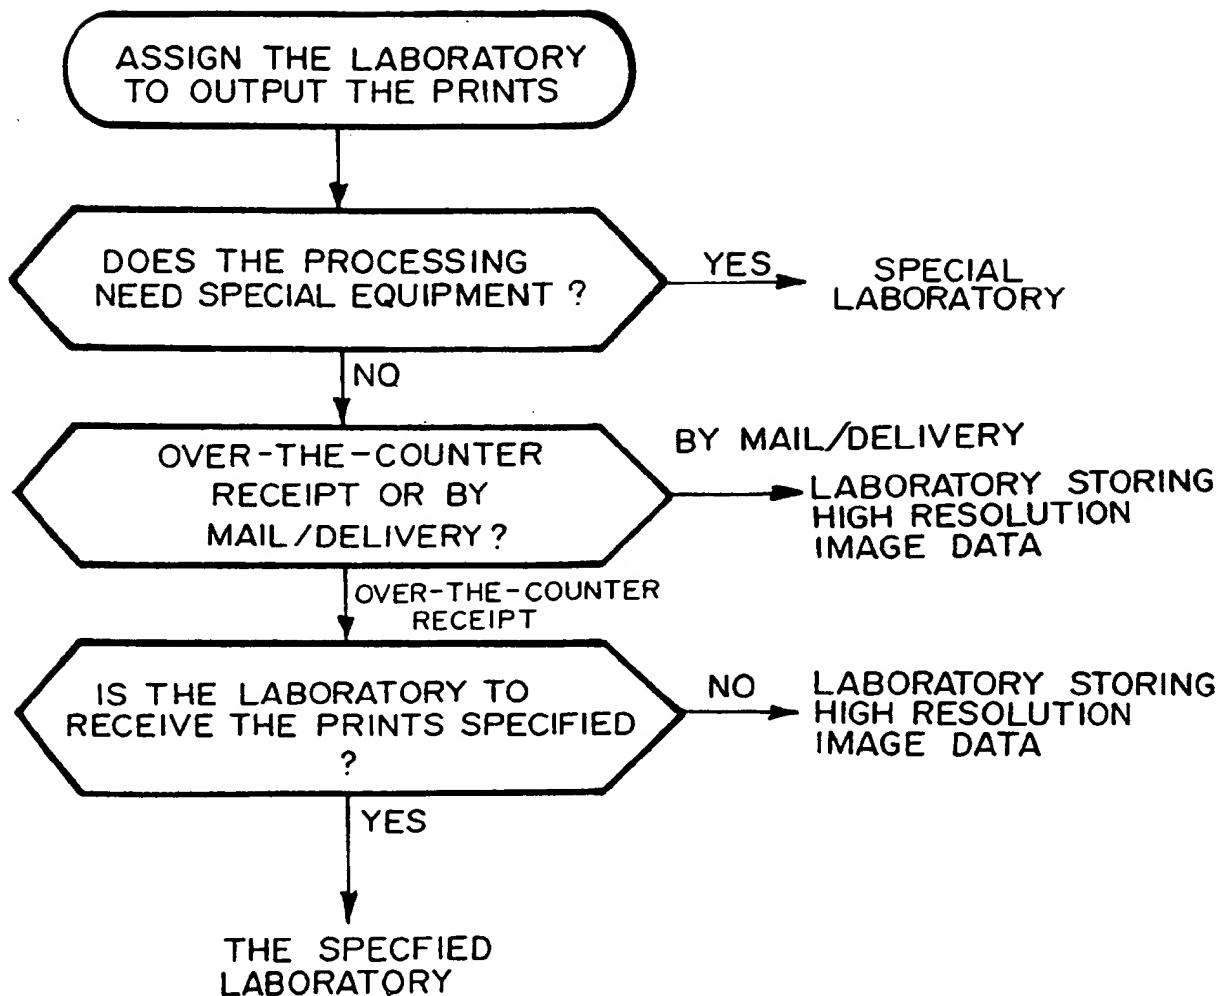 ASSIGN THE LABORATORY
TO OUTPUT THE PRINTS
DOES THE PROCESSING
NEED SPECIAL EQUIPMENT ?
YES
SPECIAL
LABORATORY
NO
OVER-THE-COUNTER
RECEIPT OR BY
MAIL/DELIVERY ?
BY MAIL/DELIVERY
LABORATORY STORING
HIGH RESOLUTION
IMAGE DATA
OVER-THE-COUNTER
RECEIPT
IS THE LABORATORY TO
RECEIVE THE PRINTS SPECIFIED
?
NO
LABORATORY STORING
HIGH RESOLUTION
IMAGE DATA
YES
THE SPECFIED
LABORATORY